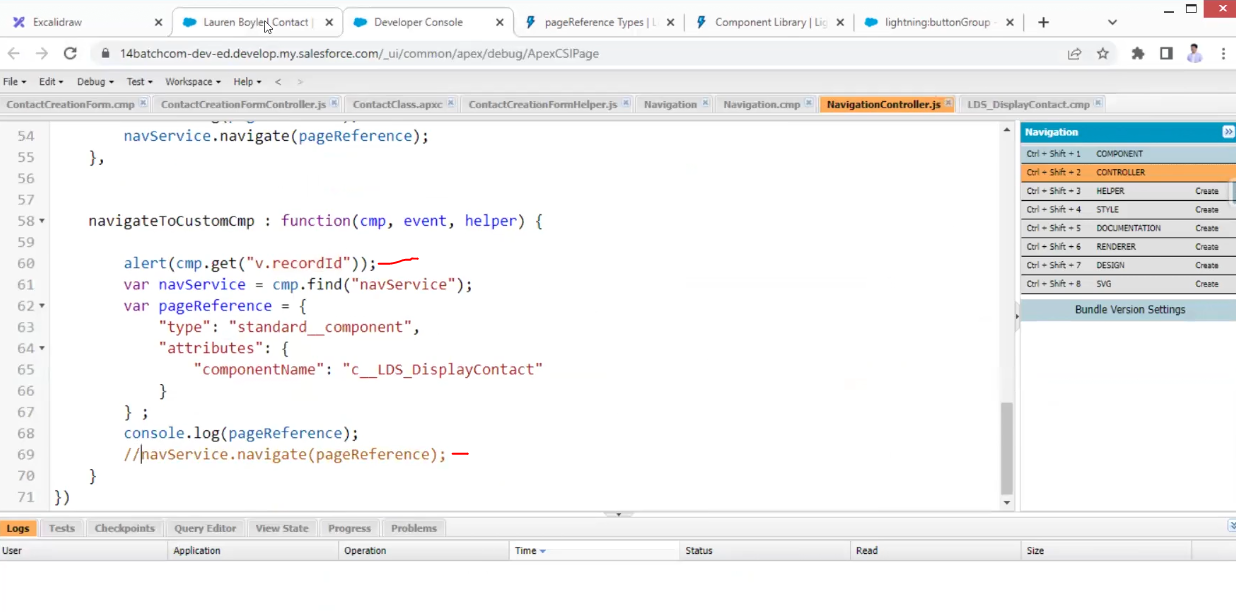 Excalidraw
Lauren Boyle | Contact |
Developer Console
pageReference Types | L
Component Library | Lig
lightning:buttonGroup -
14batchcom-dev-ed.develop.my.salesforce.com/_ui/common/apex/debug/ApexCSIPage
File Edit Debug Test Workspace Help < >
ContactCreationForm.cmp ContactCreationFormController.js ContactClass.apxc ContactCreationFormHelper.js Navigation Navigation.cmp NavigationController.js LDS_DisplayContact.cmp
54 navService.navigate(pageReference);
55 },
56
57
58 navigateToCustomCmp : function(cmp, event, helper) {
59
60 alert(cmp.get("v.recordId"));
61 var navService = cmp.find("navService");
62 var pageReference = {
63 "type": "standard__component",
64 "attributes": {
65 "componentName": "c__LDS_DisplayContact"
66 }
67 } ;
68 console.log(pageReference);
69 //navService.navigate(pageReference);
70 }
71 })
Navigation
Ctrl + Shift + 1 COMPONENT
Ctrl + Shift + 2 CONTROLLER
Ctrl + Shift + 3 HELPER Create
Ctrl + Shift + 4 STYLE Create
Ctrl + Shift + 5 DOCUMENTATION Create
Ctrl + Shift + 6 RENDERER Create
Ctrl + Shift + 7 DESIGN Create
Ctrl + Shift + 8 SVG Create
Bundle Version Settings
Logs Tests Checkpoints Query Editor View State Progress Problems
User Application Operation Time Status Read Size